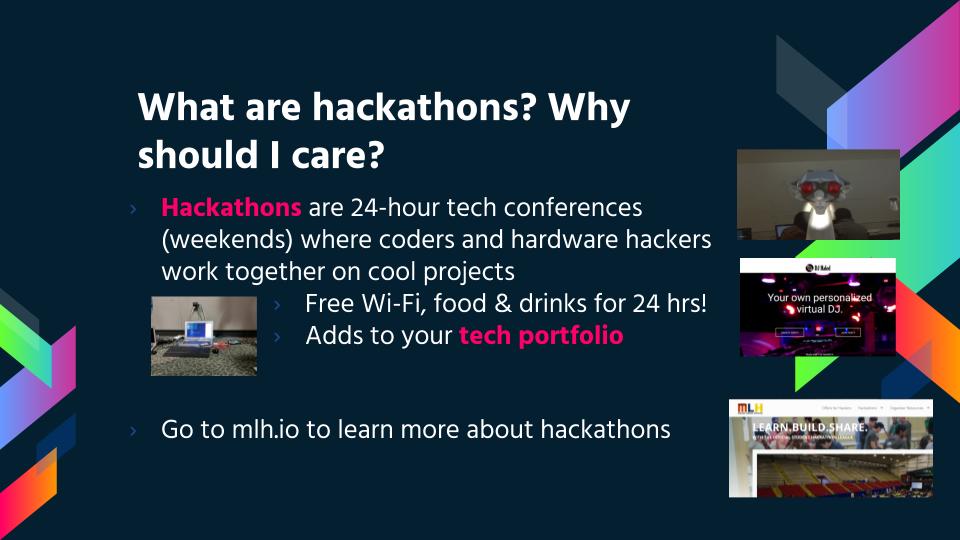 What are hackathons? Why
should I care?
› Hackathons are 24-hour tech conferences
(weekends) where coders and hardware hackers
work together on cool projects
› Free Wi-Fi, food & drinks for 24 hrs!
› Adds to your tech portfolio
› Go to mlh.io to learn more about hackathons
Your own personalized
virtual DJ.
MLH
LEARN.BUILD.SHARE.